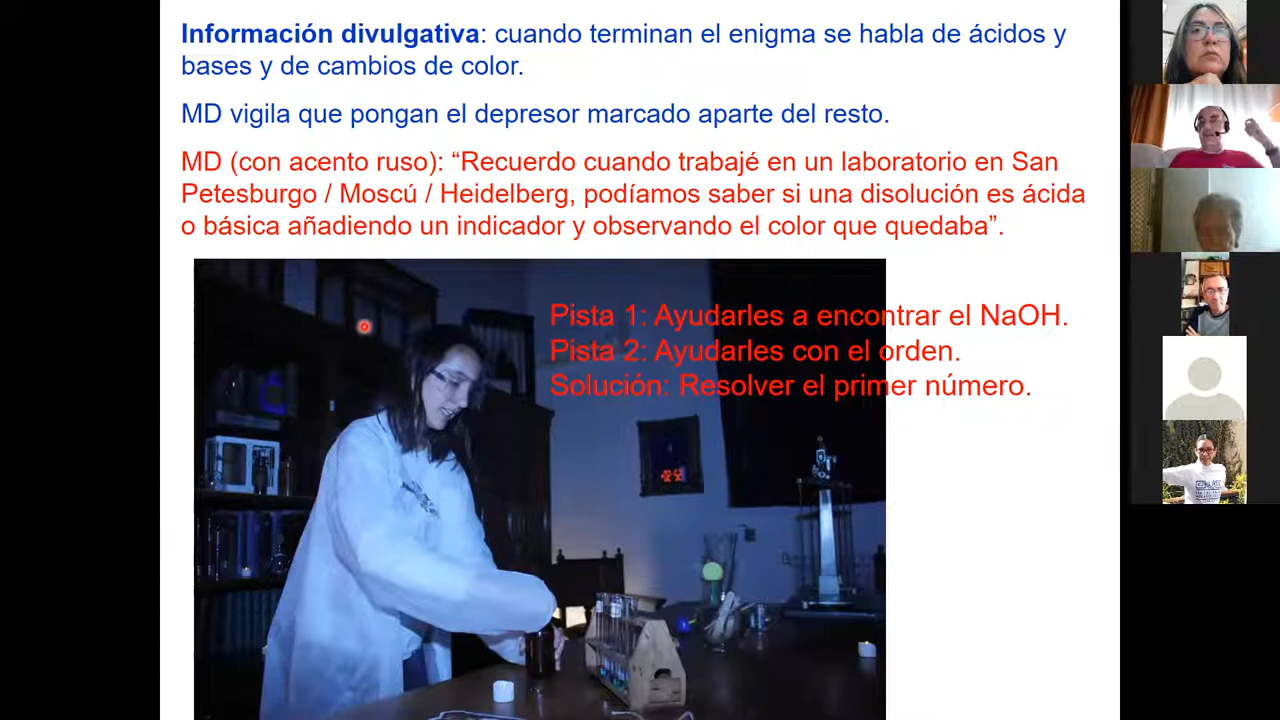 Información divulgativa: cuando terminan el enigma se habla de ácidos y
bases y de cambios de color.
MD vigila que pongan el depresor marcado aparte del resto.
MD (con acento ruso): “Recuerdo cuando trabajé en un laboratorio en San
Petesburgo / Moscú / Heidelberg, podíamos saber si una disolución es ácida
o básica añadiendo un indicador y observando el color que quedaba”.
Pista 1: Ayudarles a encontrar el NaOH.
Pista 2: Ayudarles con el orden.
Solución: Resolver el primer número.